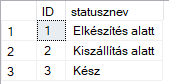 ID statusznev
1 1 Elkészítés alatt
2 2 Kiszállítás alatt
3 3 Kész